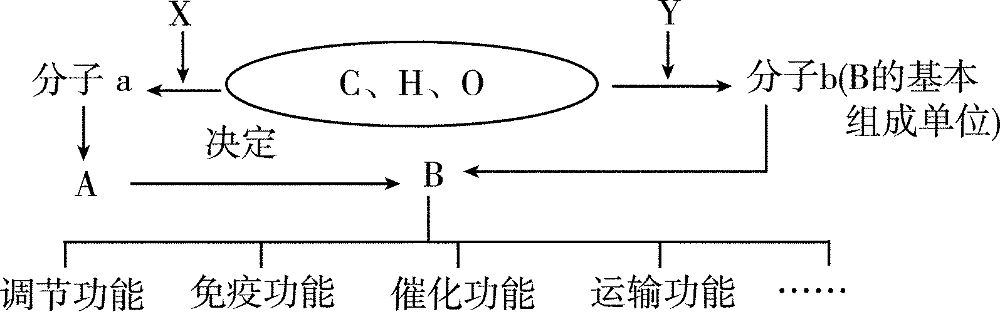 X
Y
分子 a
C、H、O
分子b(B的基本
组成单位)
决定
A
B
调节功能
免疫功能
催化功能
运输功能
……